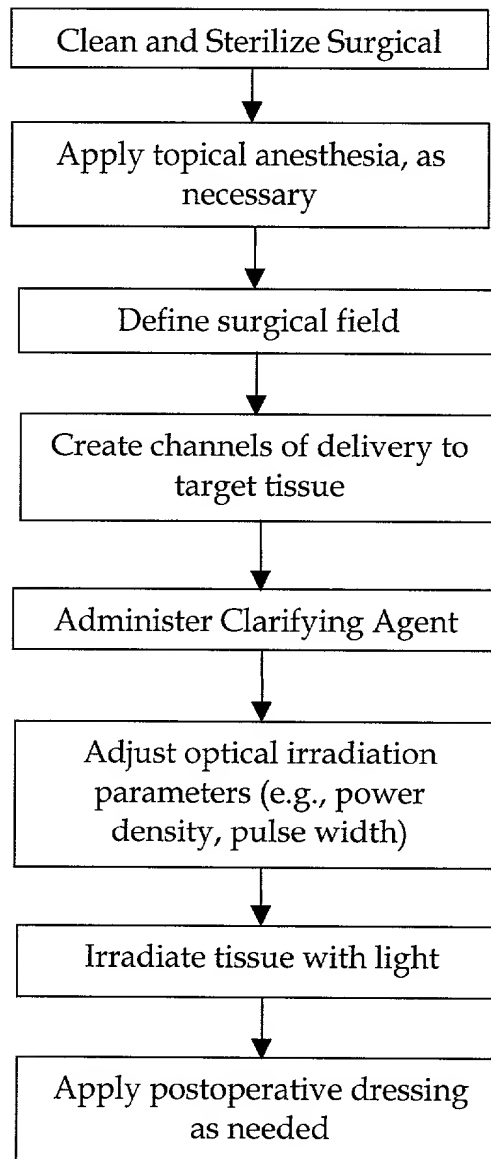 Clean and Sterilize Surgical
Apply topical anesthesia, as
necessary
Define surgical field
Create channels of delivery to
target tissue
Administer Clarifying Agent
Adjust optical irradiation
parameters (e.g., power
density, pulse width)
Irradiate tissue with light
Apply postoperative dressing
as needed